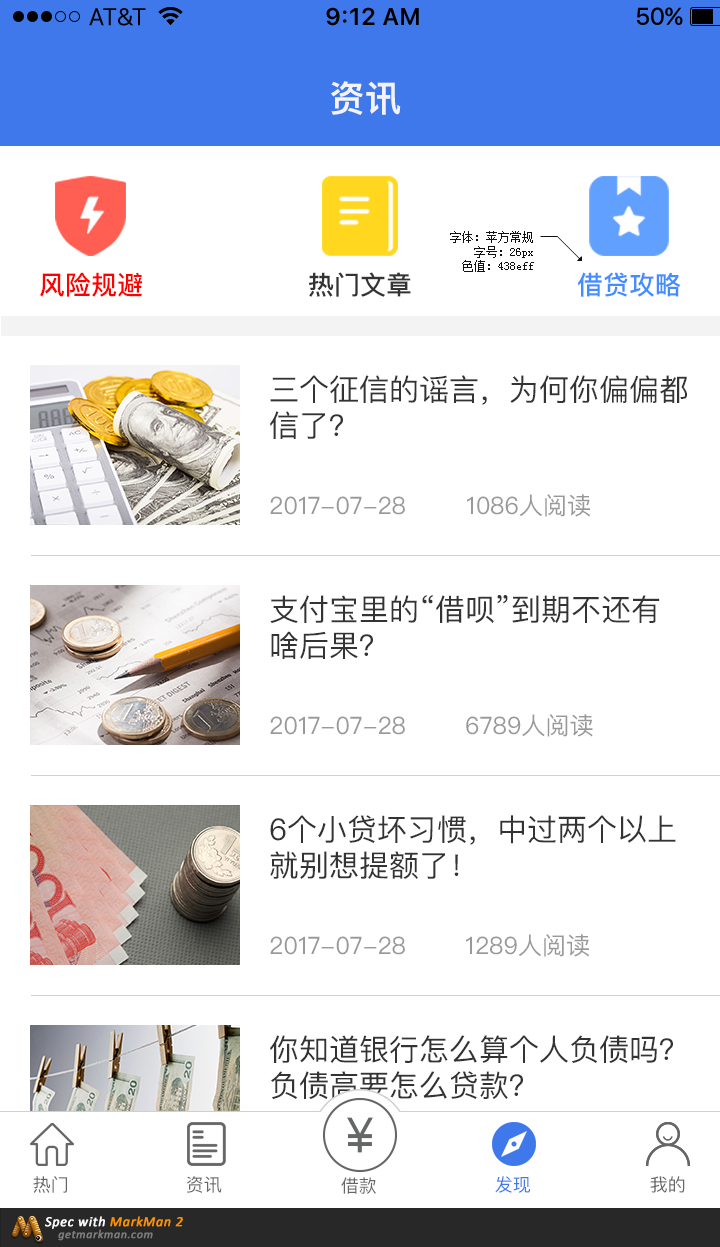 AT&T 9:12 AM 50%
资讯
字体：苹方常规
字号：26px
色值：438eff
风险规避 热门文章 借贷攻略
三个征信的谣言，为何你偏偏都
信了？
2017-07-28 1086人阅读
支付宝里的“借呗”到期不还有
啥后果？
2017-07-28 6789人阅读
6个小贷坏习惯，中过两个以上
就别想提额了！
2017-07-28 1289人阅读
你知道银行怎么算个人负债吗？
负债高要怎么贷款？
¥
热门 资讯 借款 发现 我的
Spec with MarkMan 2
getmarkman.com